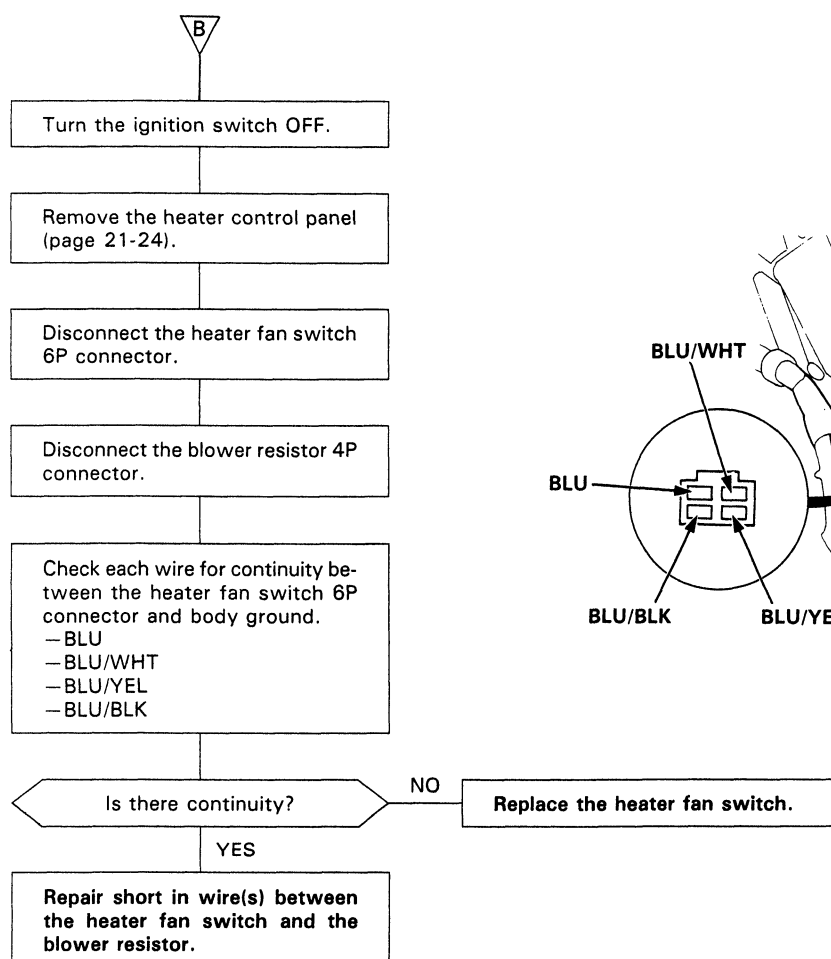 B
Turn the ignition switch OFF.
Remove the heater control panel
(page 21-24).
Disconnect the heater fan switch
6P connector.
Disconnect the blower resistor 4P
connector.
Check each wire for continuity be-
tween the heater fan switch 6P
connector and body ground.
—BLU
—BLU/WHT
—BLU/YEL
—BLU/BLK
Is there continuity?
NO
Replace the heater fan switch.
YES
Repair short in wire(s) between
the heater fan switch and the
blower resistor.
BLU/WHT
BLU
BLU/BLK
BLU/YE